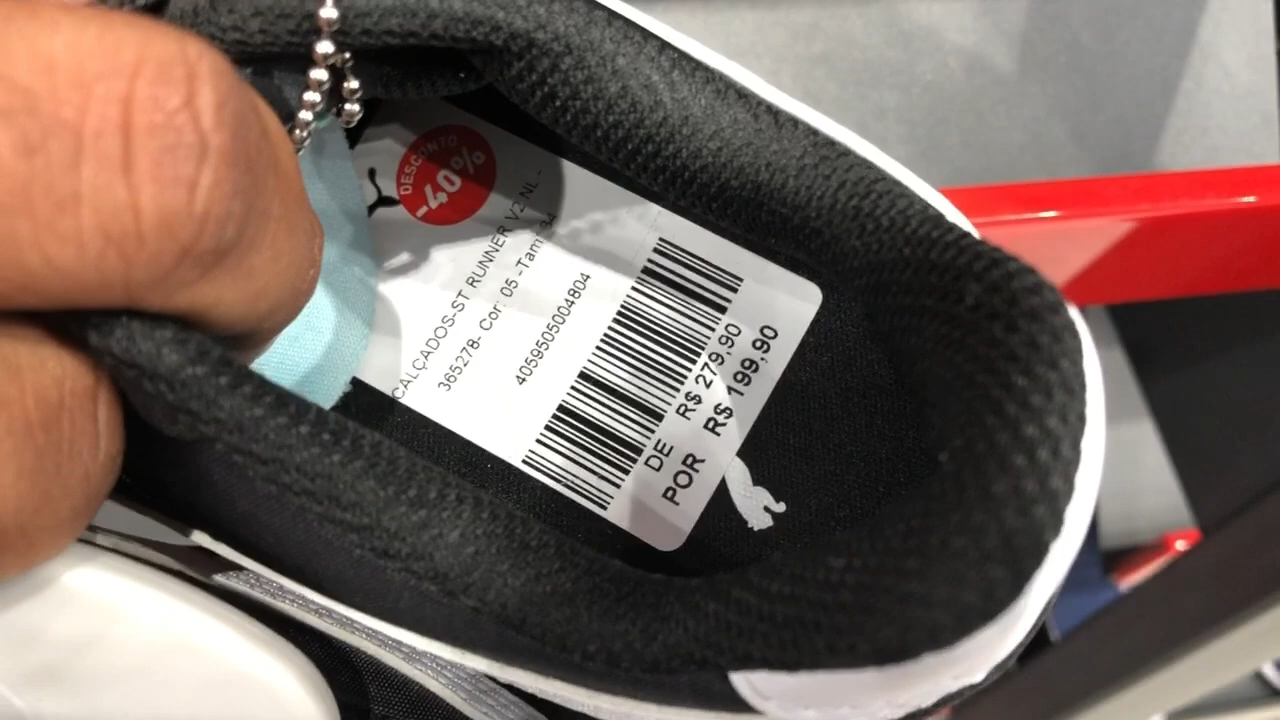 DESCONTO
-40%
CALÇADOS-ST RUNNER V2 NL -
365278- Cor: 05 -Tam: 34
4059505004804
DE R$ 279,90
POR R$ 199,90